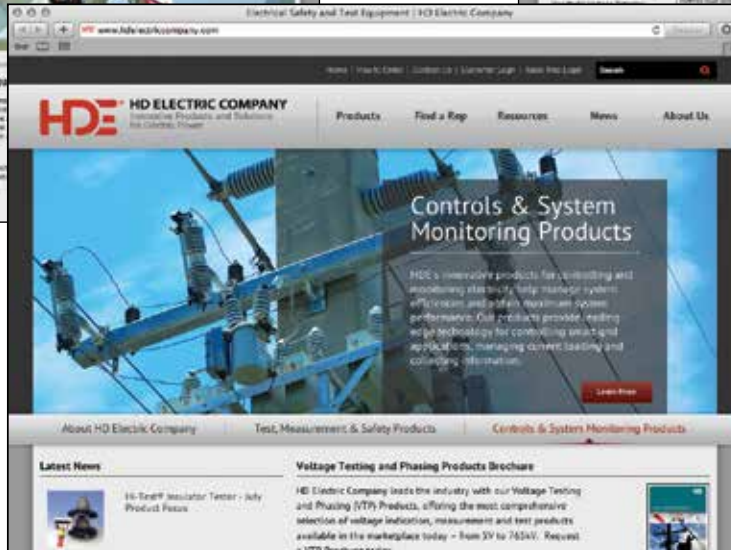 Electrical Safety and Test Equipment | HD Electric Company
www.hdelectriccompany.com
Home | How to Order | Contact Us | Customer Login | Sales Rep Login Search
HDE HD ELECTRIC COMPANY
Innovative Products and Solutions
for Electric Power
Products Find a Rep Resources News About Us
Controls & System
Monitoring Products
HDE's innovative products for controlling and
monitoring electricity help manage system
efficiencies and obtain maximum system
performance. Our products provide leading
edge technology for controlling smart grid
applications, managing current loading and
collecting information.
Learn More
About HD Electric Company Test, Measurement & Safety Products Controls & System Monitoring Products
Latest News
Hi-Test® Insulator Tester - July
Product Focus
Voltage Testing and Phasing Products Brochure
HD Electric Company leads the industry with our Voltage Testing
and Phasing (VTP) Products, offering the most comprehensive
selection of voltage indication, measurement and test products
available in the marketplace today - from 5V to 765kV. Request
a VTP Brochure today.